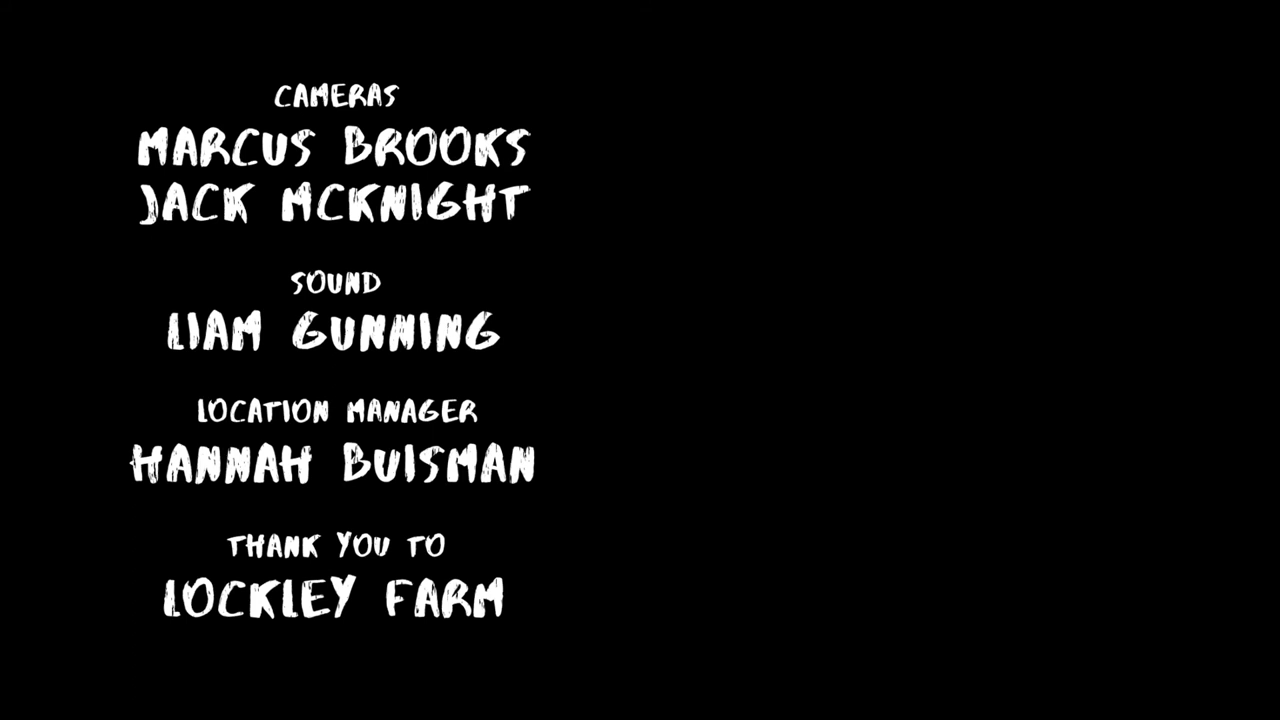 CAMERAS
MARCUS BROOKS
JACK MCKNIGHT
SOUND
LIAM GUNNING
LOCATION MANAGER
HANNAH BUISMAN
THANK YOU TO
LOCKLEY FARM